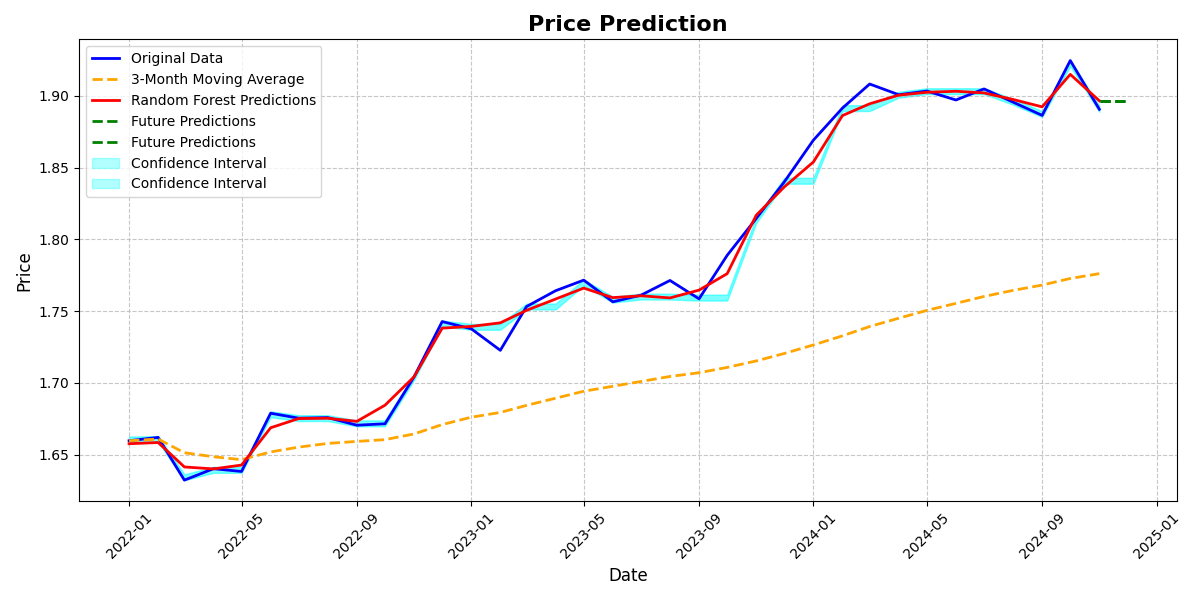 Price Prediction
Original Data
3-Month Moving Average
Random Forest Predictions
Future Predictions
Future Predictions
Confidence Interval
Confidence Interval
Price
1.90
1.85
1.80
1.75
1.70
1.65
2022-01
2022-05
2022-09
2023-01
2023-05
2023-09
2024-01
2024-05
2024-09
2025-01
Date